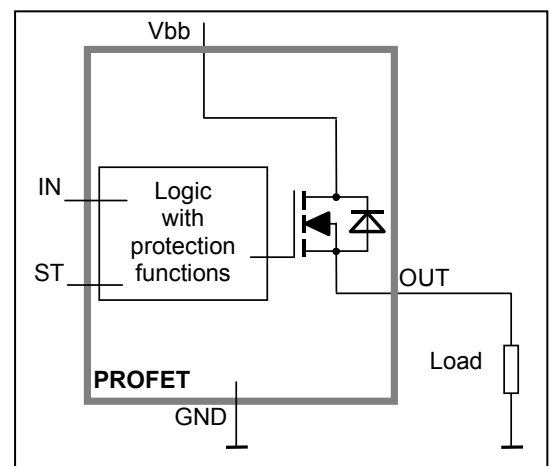 Vbb
IN
Logic
with
protection
functions
ST
OUT
Load
PROFET
GND